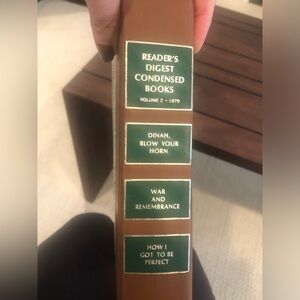 READER'S
DIGEST
CONDENSED
BOOKS
VOLUME 2 • 1979
DINAH,
BLOW YOUR
HORN
WAR
AND
REMEMBRANCE
HOW I
GOT TO BE
PERFECT